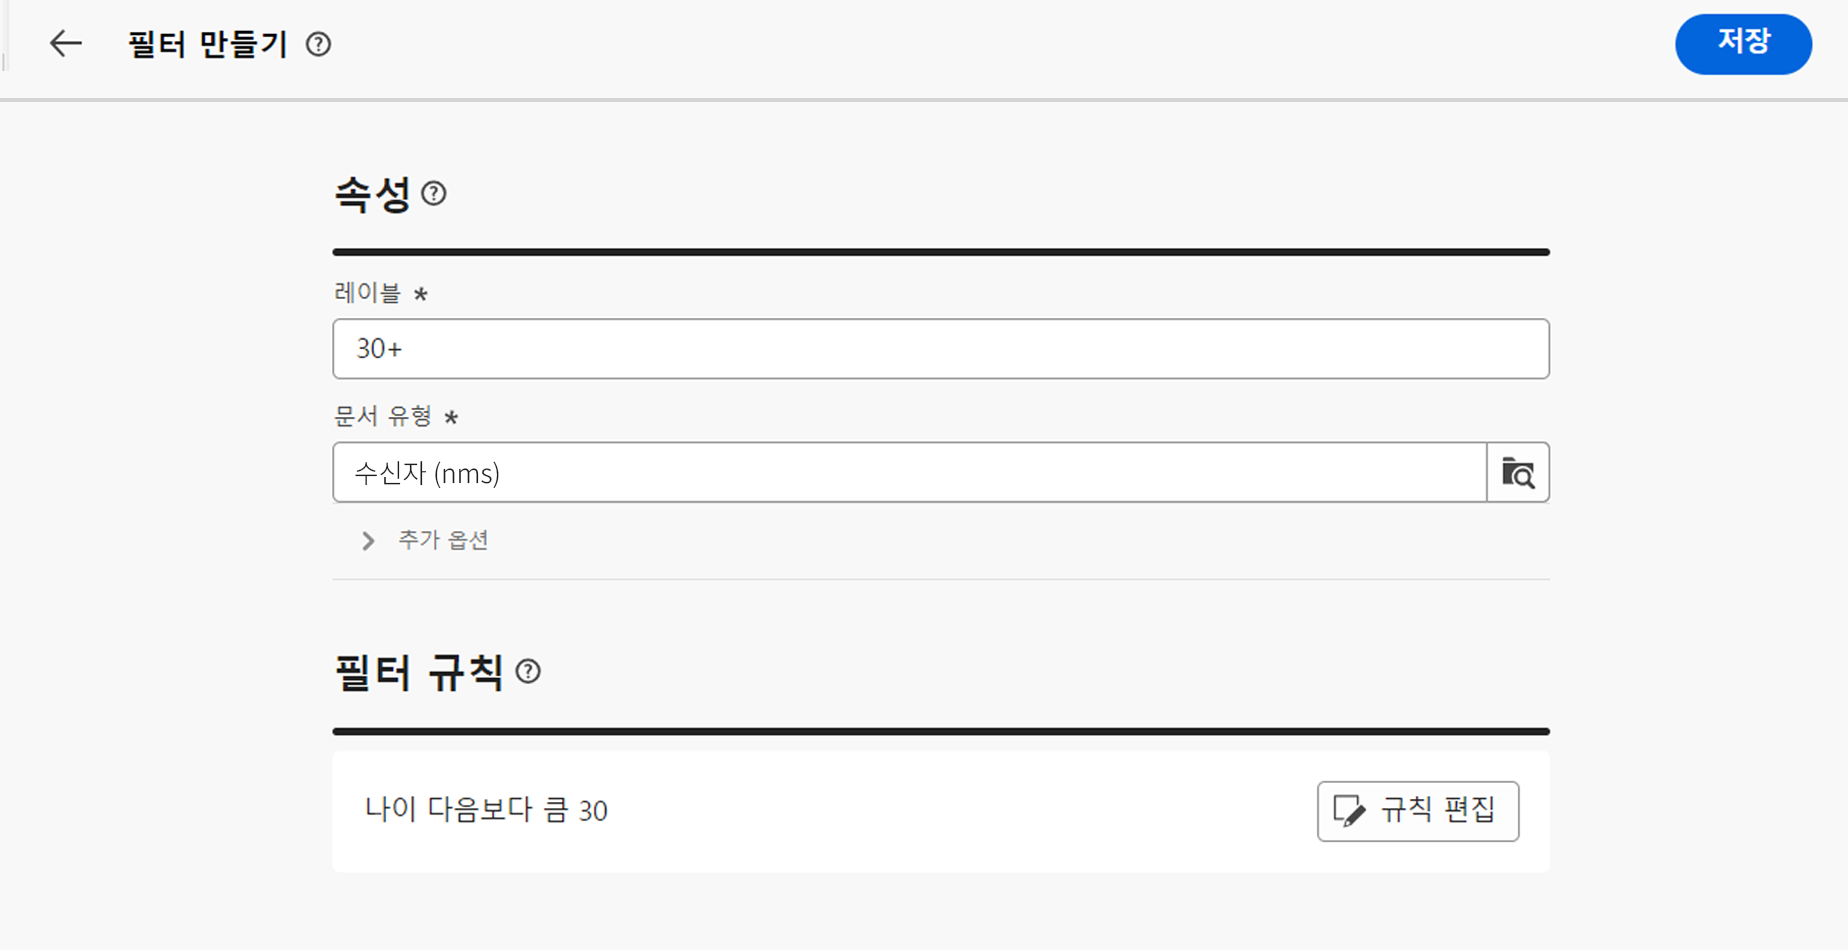 필터 만들기
저장
속성
레이블 *
30+
문서 유형 *
수신자 (nms)
추가 옵션
필터 규칙
나이 다음보다 큼 30
규칙 편집